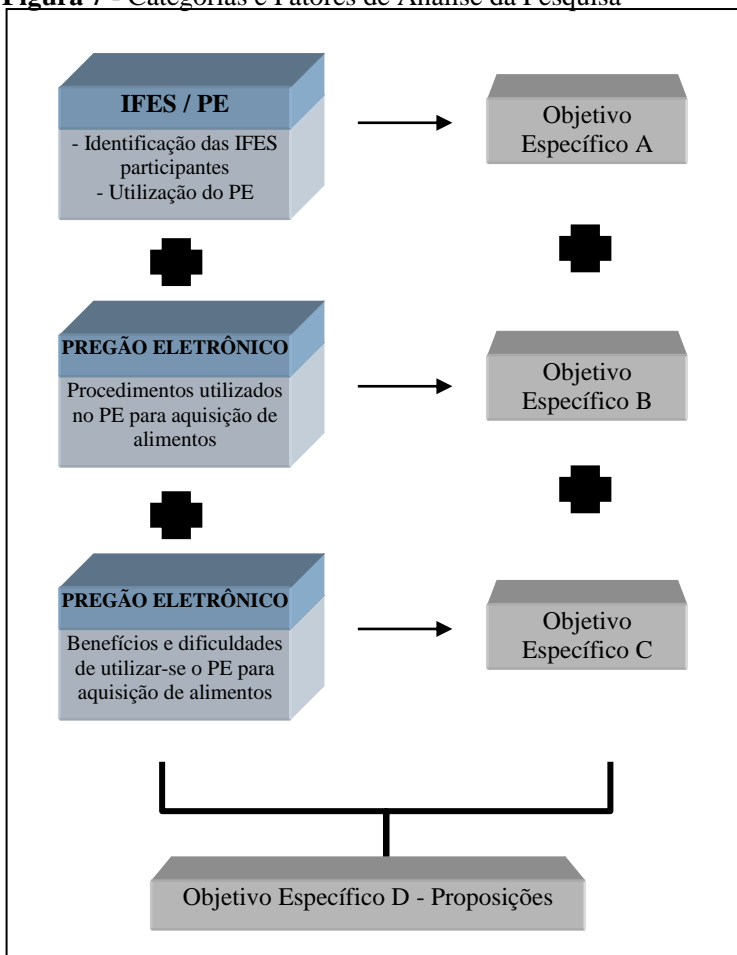 Figura 7 - Categorias e Fatores de Análise da Pesquisa
IFES / PE
- Identificação das IFES
participantes
- Utilização do PE
Objetivo
Específico A
PREGÃO ELETRÔNICO
Procedimentos utilizados
no PE para aquisição de
alimentos
Objetivo
Específico B
PREGÃO ELETRÔNICO
Benefícios e dificuldades
de utilizar-se o PE para
aquisição de alimentos
Objetivo
Específico C
Objetivo Específico D - Proposições